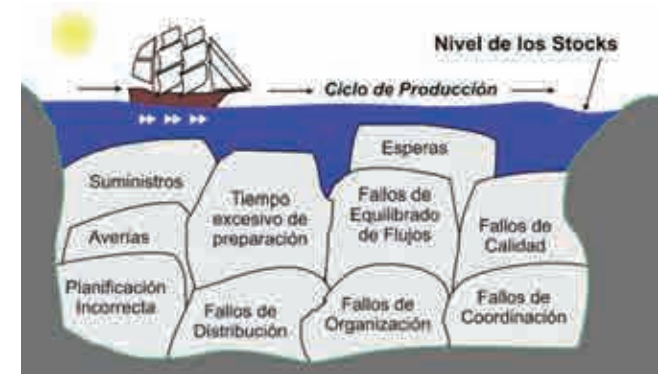 Nivel de los Stocks
Ciclo de Producción
Esperas
Suministros
Tiempo
excesivo de
preparación
Fallos de
Equilibrado
de Flujos
Averías
Fallos de
Calidad
Planificación
Incorrecta
Fallos de
Distribución
Fallos de
Organización
Fallos de
Coordinación